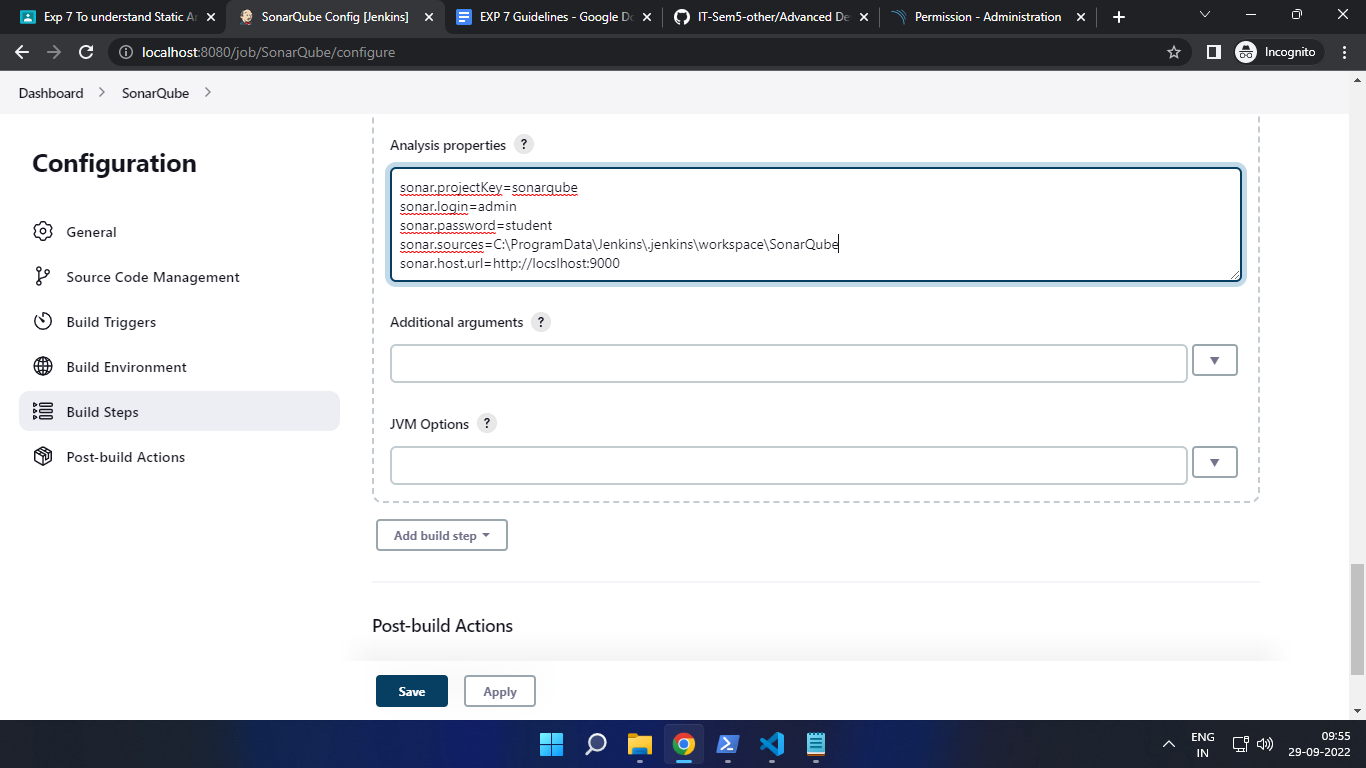 Exp 7 To understand Static A
SonarQube Config [Jenkins]
EXP 7 Guidelines - Google Do
IT-Sem5-other/Advanced De
Permission - Administration
localhost:8080/job/SonarQube/configure
Incognito
Dashboard
SonarQube
Configuration
General
Source Code Management
Build Triggers
Build Environment
Build Steps
Post-build Actions
Analysis properties ?
sonar.projectKey=sonarqube
sonar.login=admin
sonar.password=student
sonar.sources=C:\ProgramData\Jenkins\.jenkins\workspace\SonarQube
sonar.host.url=http://locslhost:9000
Additional arguments ?
JVM Options ?
Add build step
Post-build Actions
Save
Apply
ENG
IN
09:55
29-09-2022